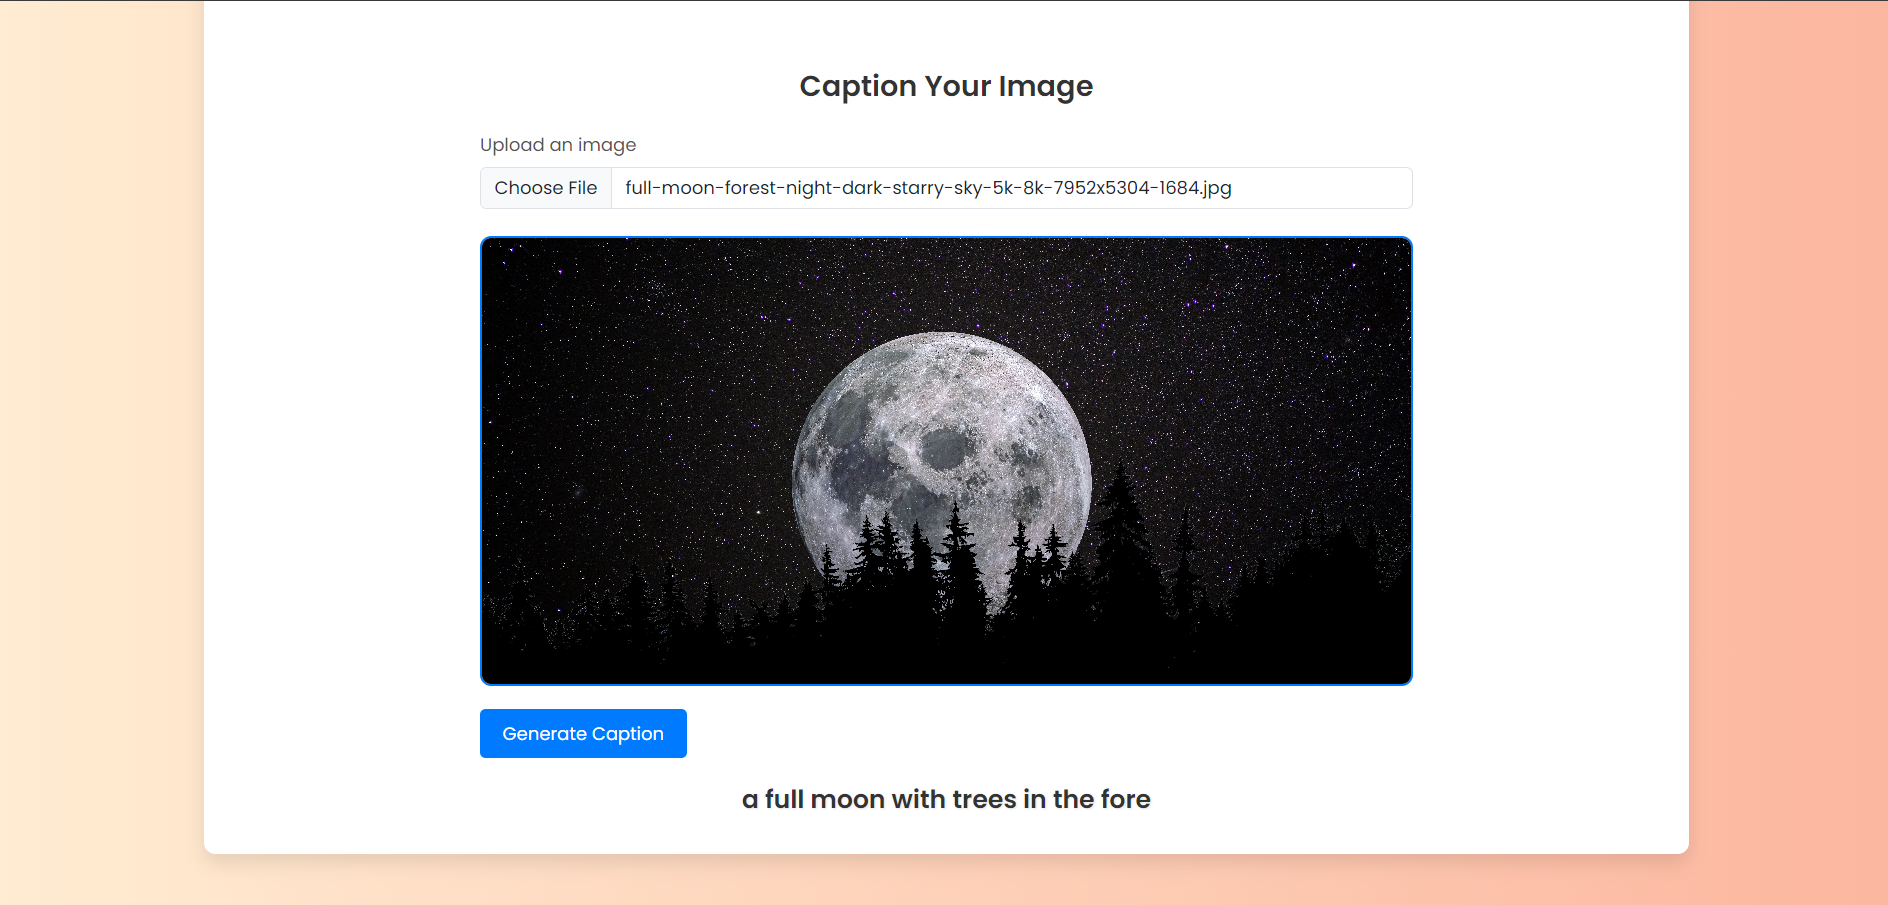 Caption Your Image
Upload an image
Choose File full-moon-forest-night-dark-starry-sky-5k-8k-7952x5304-1684.jpg
Generate Caption
a full moon with trees in the fore